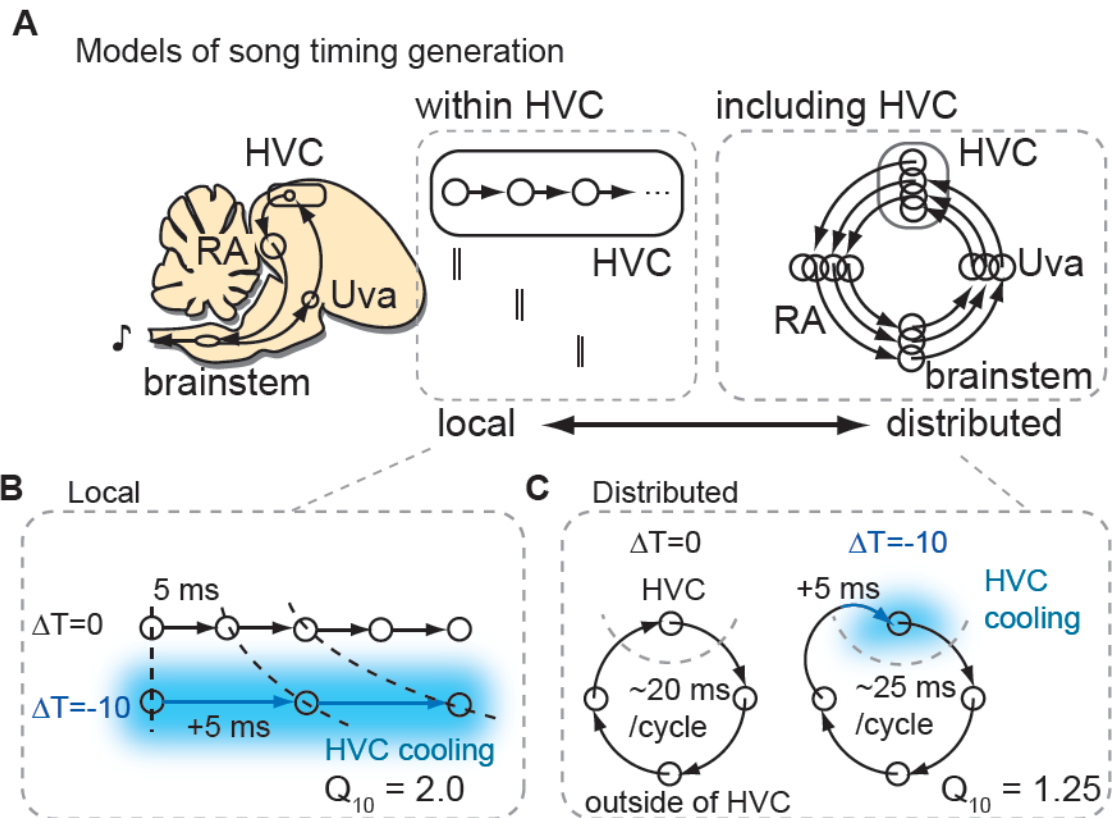 A
Models of song timing generation
within HVC
including HVC
HVC
RA
Uva
brainstem
♪
...
HVC
HVC
RA
Uva
brainstem
local
distributed
B
Local
5 ms
ΔT=0
ΔT=-10
+5 ms
HVC cooling
Q10 = 2.0
C
Distributed
ΔT=0
HVC
~20 ms
/cycle
outside of HVC
ΔT=-10
+5 ms
HVC
cooling
~25 ms
/cycle
Q10 = 1.25